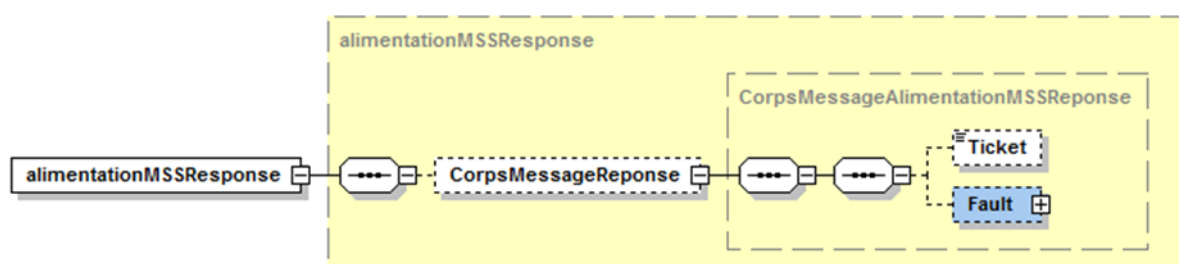 alimentationMSSResponse
CorpsMessageAlimentationMSSReponse
Ticket
alimentationMSSResponse
CorpsMessageReponse
Fault